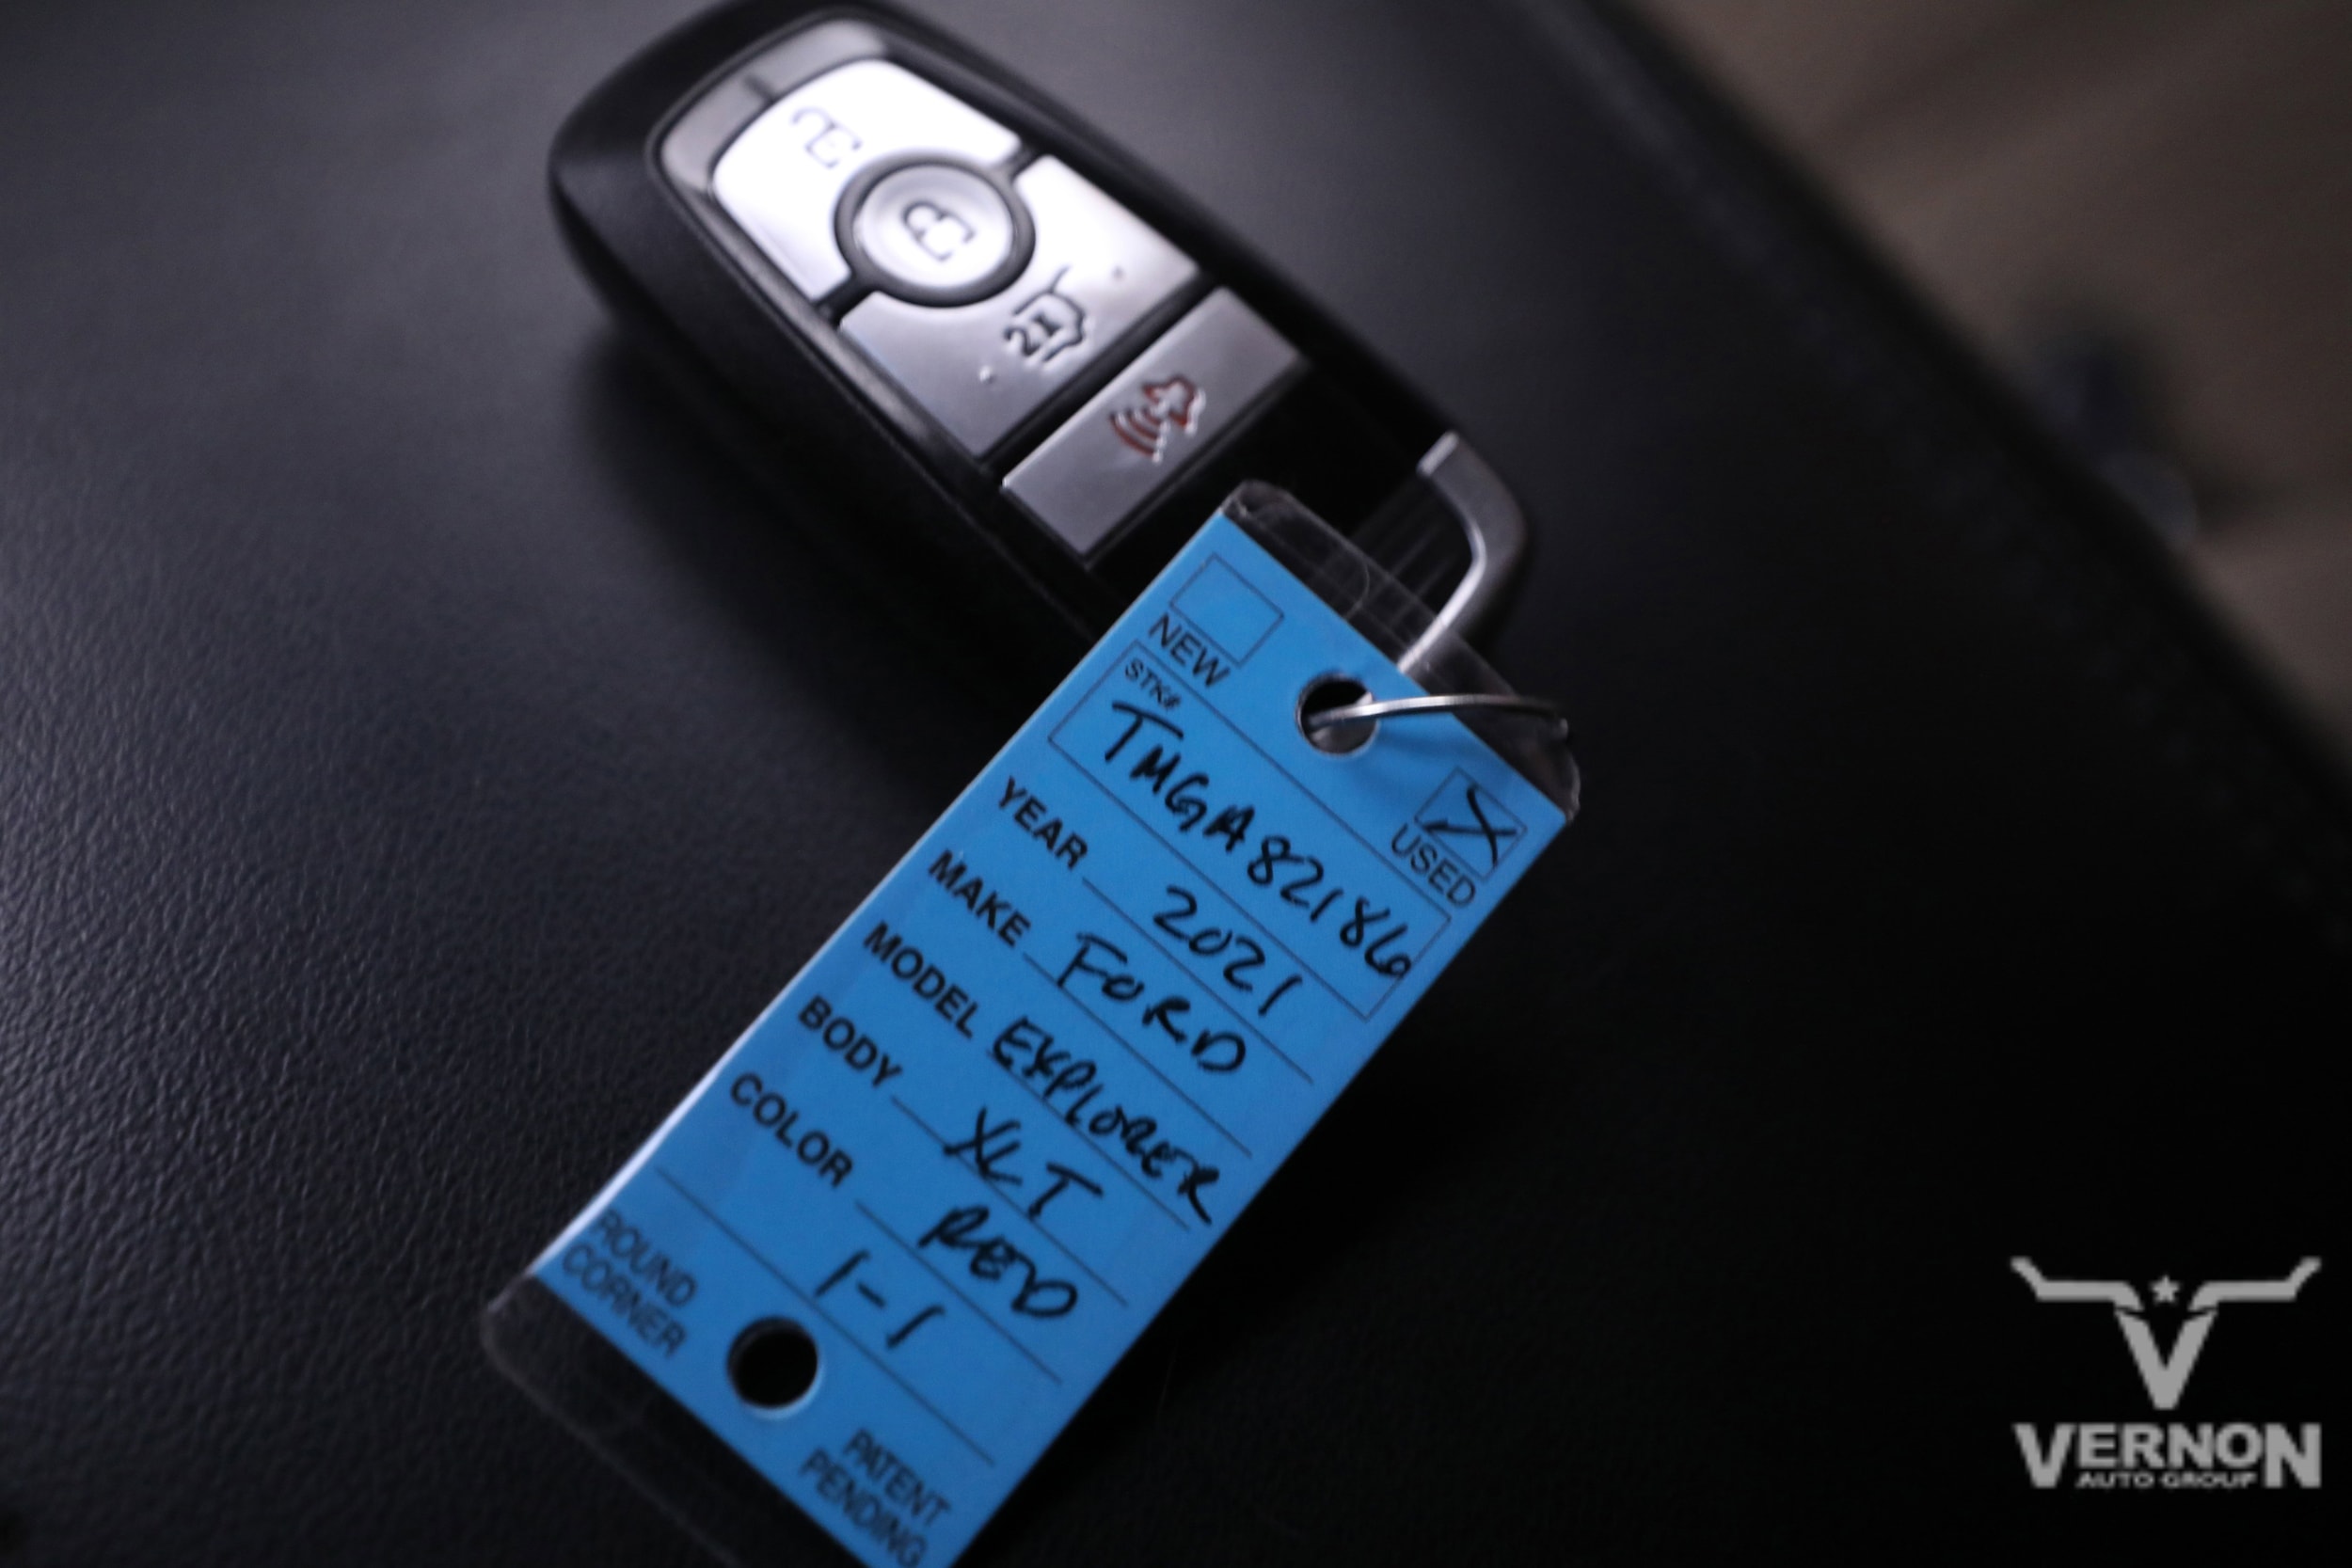 2x
NEW
USED
STK#
TMGA82186
YEAR 2021
MAKE FORD
MODEL EXPLORER
BODY XLT
COLOR RED
1-1
ROUND
CORNER
PATENT
PENDING
V
VERNON
AUTO GROUP